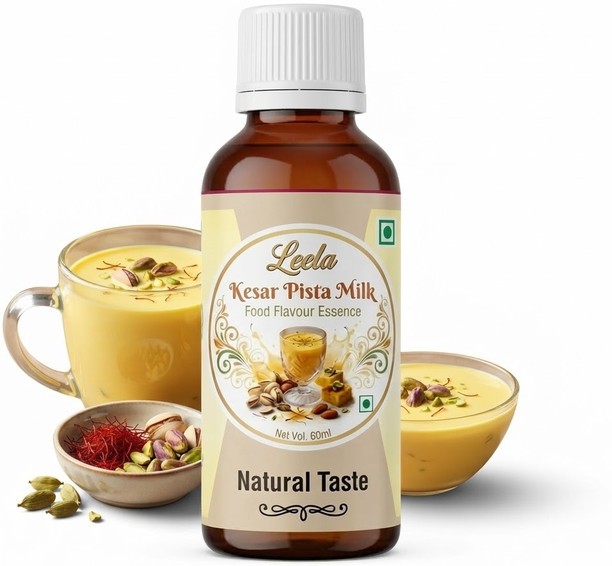 Leela
Kesar Pista Milk
Food Flavour Essence
Net Vol. 60ml
Natural Taste